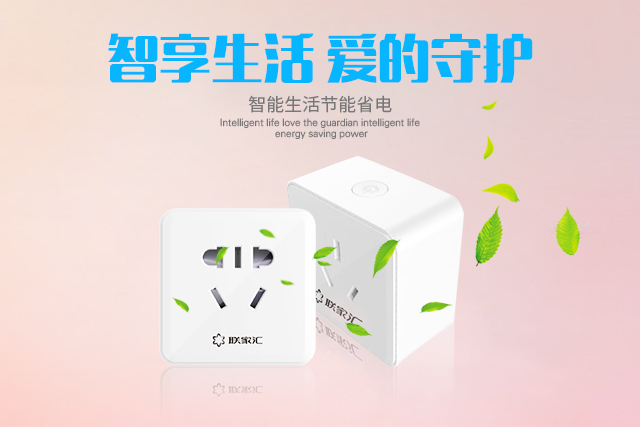 智享生活 爱的守护
智能生活节能省电
Intelligent life love the guardian intelligent life
energy saving power
联家汇
联家汇